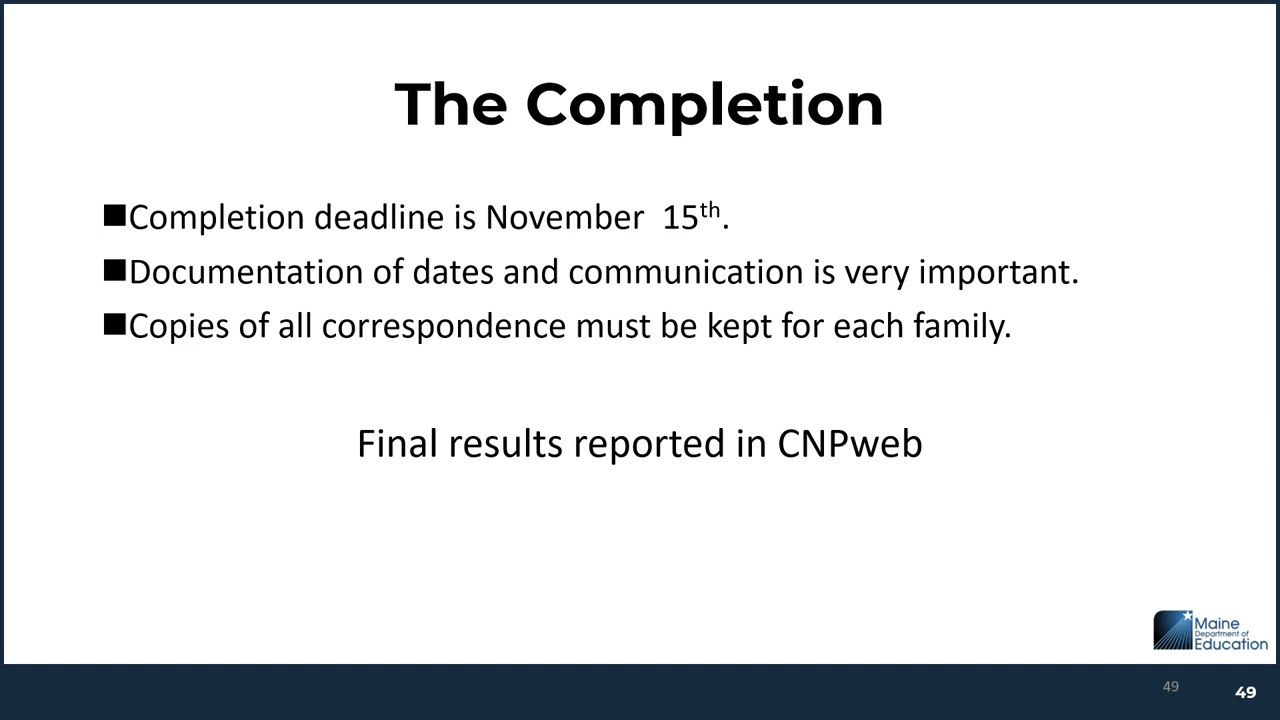 The Completion
■Completion deadline is November  15th.
■Documentation of dates and communication is very important.
■Copies of all correspondence must be kept for each family.
Final results reported in CNPweb
Maine
Department of
Education
49
49